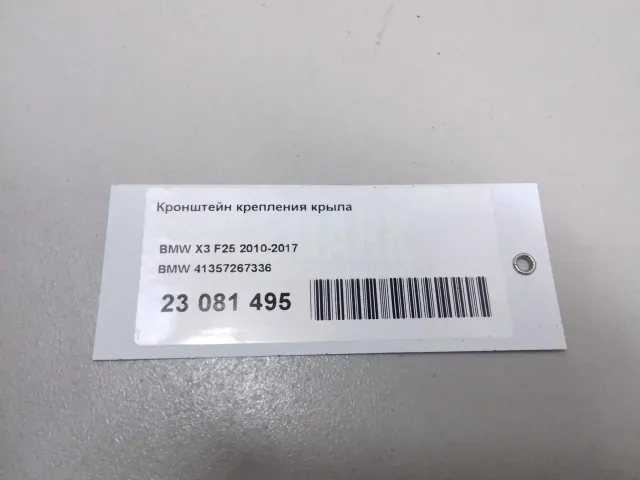 Кронштейн крепления крыла
BMW X3 F25 2010-2017
BMW 41357267336
23 081 495